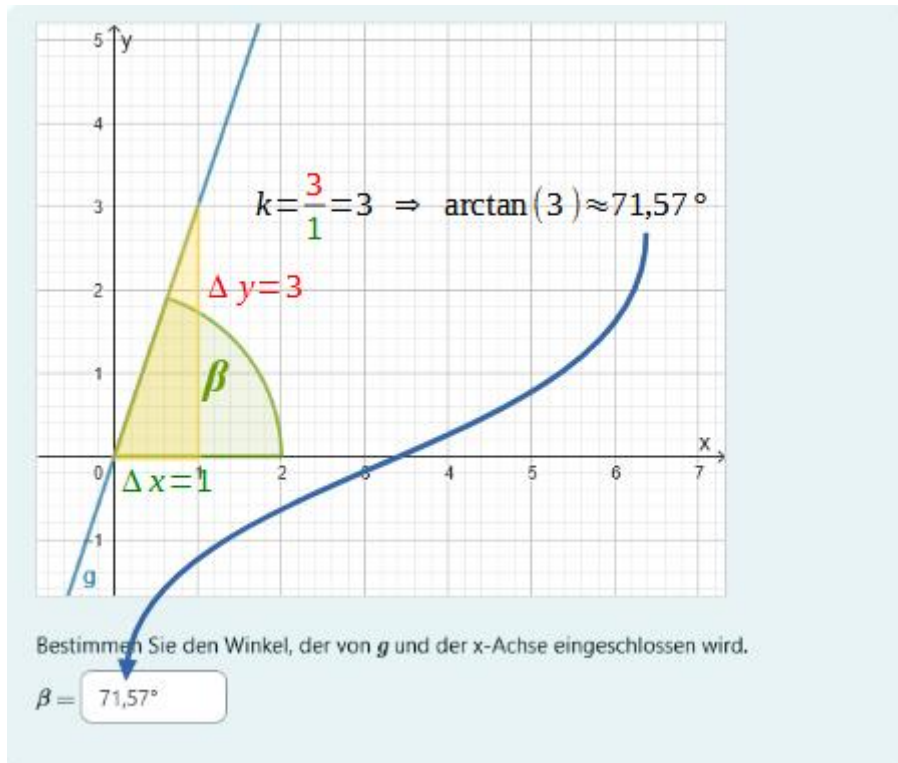 5 y
4
k=3/1=3 ⇒ arctan(3)≈71,57°
3
Δ y=3
2
β
1
x
0 1 2 3 4 5 6 7
Δ x=1
-1
g
Bestimmen Sie den Winkel, der von g und der x-Achse eingeschlossen wird.
β = 71,57°